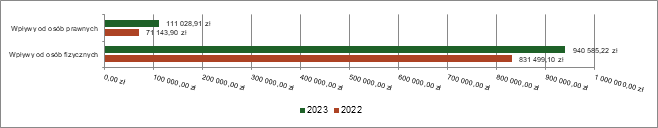 Wpływy od osób prawnych
111 028,91 zł
71 143,90 zł
Wpływy od osób fizycznych
940 585,22 zł
831 499,10 zł
0,00 zł
100 000,00 zł
200 000,00 zł
300 000,00 zł
400 000,00 zł
500 000,00 zł
600 000,00 zł
700 000,00 zł
800 000,00 zł
900 000,00 zł
1 000 000,00 zł
2023
2022